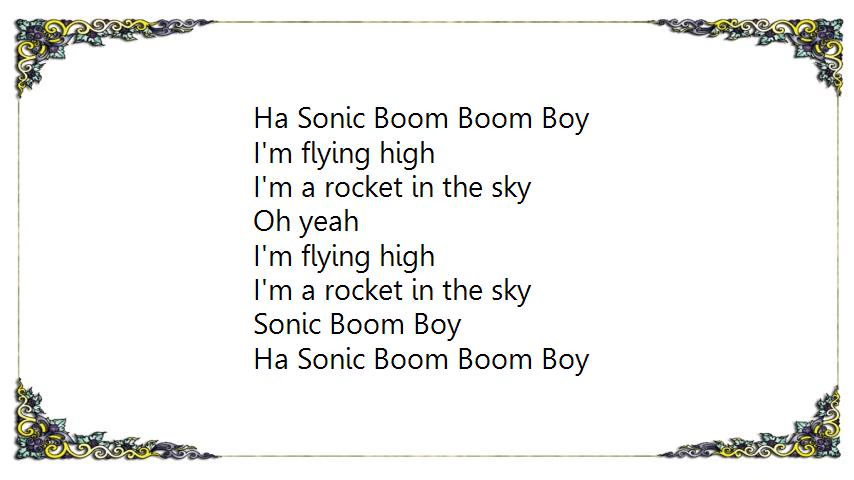 Ha Sonic Boom Boom Boy
I'm flying high
I'm a rocket in the sky
Oh yeah
I'm flying high
I'm a rocket in the sky
Sonic Boom Boy
Ha Sonic Boom Boom Boy